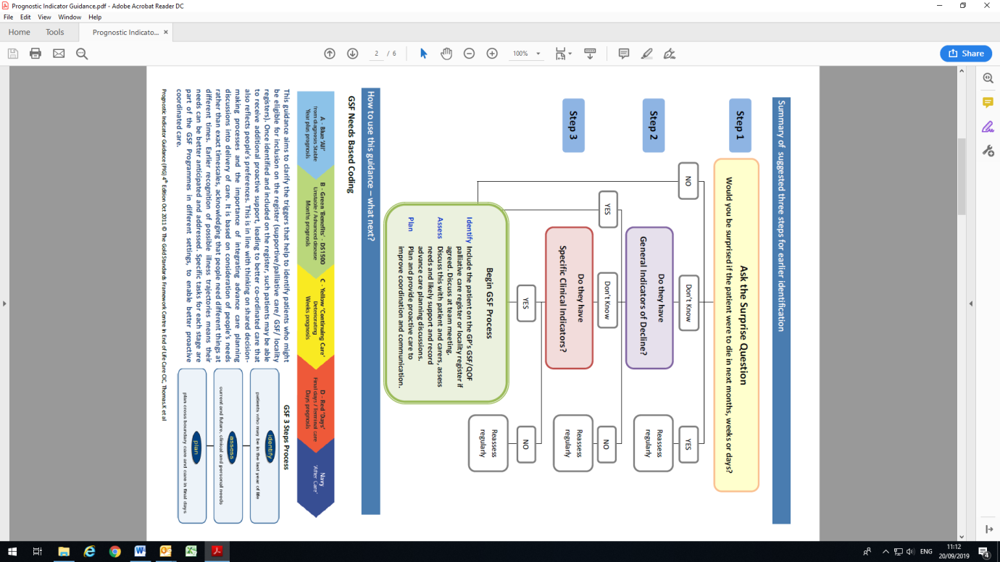 Prognostic Indicator Guidance.pdf - Adobe Acrobat Reader DC
File Edit View Window Help
Home Tools Prognostic Indicato... ×
2 / 6 100% Share
Summary of suggested three steps for earlier identification
Step 1
Ask the Surprise Question
Would you be surprised if the patient were to die in next months, weeks or days?
NO Don't Know YES
Step 2
Do they have
General Indicators of Decline?
Reassess
regularly
YES Don't Know NO
Step 3
Do they have
Specific Clinical Indicators?
Reassess
regularly
YES NO
Begin GSF Process
Identify Include the patient on the GP's GSF/QOF
palliative care register or locality register if
agreed. Discuss at team meeting.
Assess Discuss this with patient and carers, assess
needs and likely support and record
advance care planning discussions.
Plan Plan and provide proactive care to
improve coordination and communication.
Reassess
regularly
How to use this guidance – what next?
GSF Needs Based Coding
A - Blue 'All'
from diagnosis Stable
Year plus prognosis
B - Green 'Benefits' - DS1500
Unstable / Advanced disease
Months prognosis
C - Yellow 'Continuing Care'
Deteriorating
Weeks prognosis
D - Red 'Days'
Final days / Terminal care
Days prognosis
Navy
'After Care'
This guidance aims to clarify the triggers that help to identify patients who might
be eligible for inclusion on the register (supportive/palliative care/ GSF/ locality
registers). Once identified and included on the register, such patients may be able
to receive additional proactive support, leading to better co-ordinated care that
also reflects people's preferences. This is in line with thinking on shared decision-
making processes and the importance of integrating advance care planning
discussions into delivery of care. It is based on consideration of people's needs
rather than exact timescales, acknowledging that people need different things at
different times. Earlier recognition of possible illness trajectories means their
needs can be better anticipated and addressed. Specific tasks for each stage are
part of the GSF Programmes in different settings, to enable better proactive
coordinated care.
GSF 3 Steps Process
identify
patients who may be in the last year of life
assess
current and future, clinical and personal needs
plan
plan cross boundary care and care in final days
Prognostic Indicator Guidance (PIG) 4th Edition Oct 2011 © The Gold Standards Framework Centre In End of Life Care CIC, Thomas.K et al
ENG
11:12
20/09/2019
4